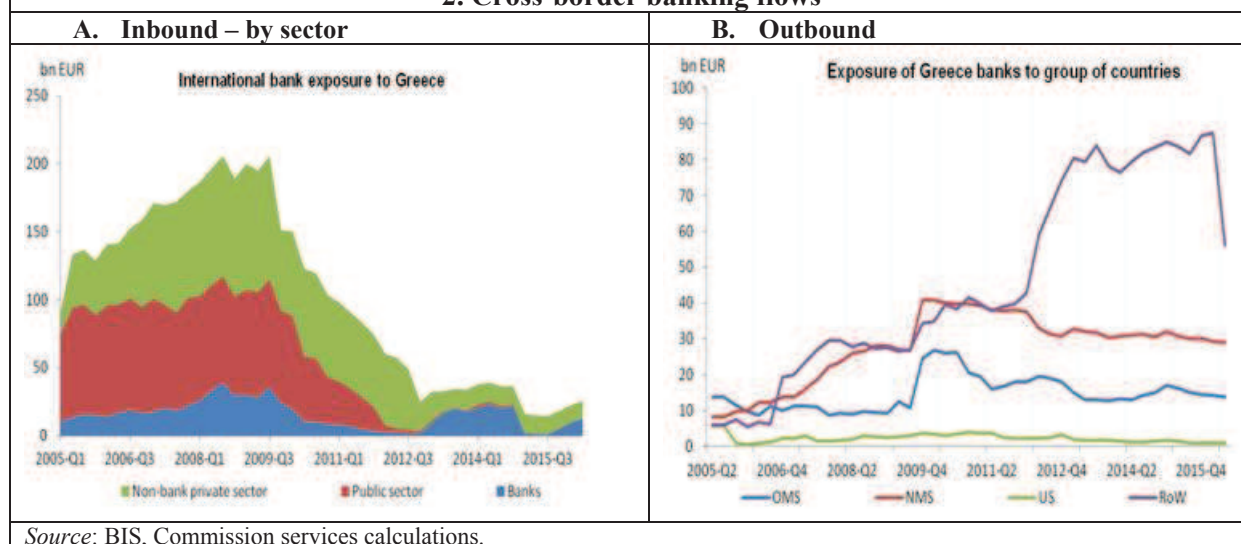 2. Cross-border banking flows
A. Inbound – by sector
B. Outbound
bn EUR
International bank exposure to Greece
250
200
150
100
50
0
2005-Q1 2006-Q3 2008-Q1 2009-Q3 2011-Q1 2012-Q3 2014-Q1 2015-Q3
Non-bank private sector Public sector Banks
bn EUR
Exposure of Greece banks to group of countries
100
90
80
70
60
50
40
30
20
10
0
2005-Q2 2006-Q4 2008-Q2 2009-Q4 2011-Q2 2012-Q4 2014-Q2 2015-Q4
OMS NMS US RoW
Source: BIS, Commission services calculations.